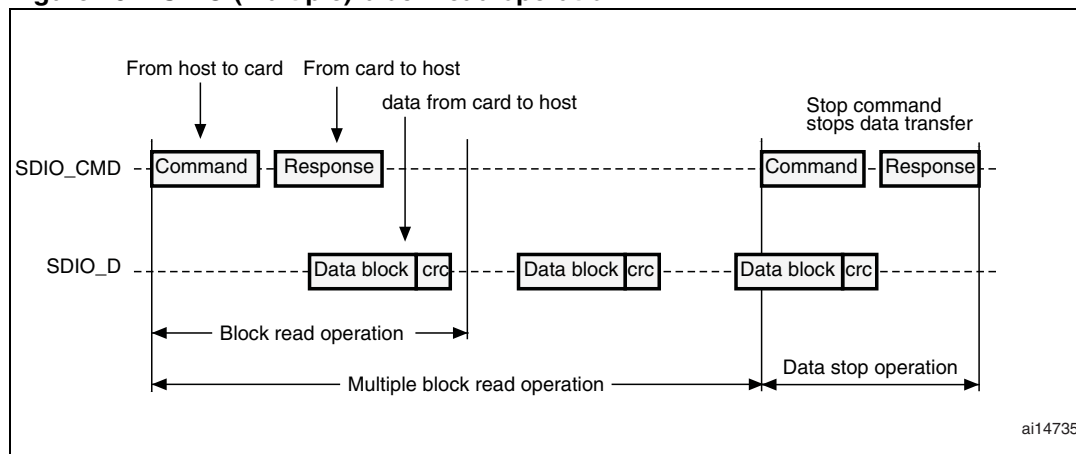 From host to card From card to host
data from card to host
Stop command
stops data transfer
SDIO_CMD Command Response Command Response
SDIO_D Data block crc Data block crc Data block crc
Block read operation
Data stop operation
Multiple block read operation
ai14735